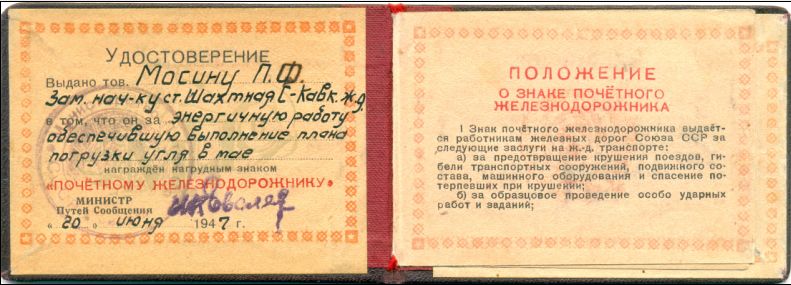 УДОСТОВЕРЕНИЕ
Выдано тов. Мосину П.Ф.
Зам. нач-ку ст. Шахтная С-Кавк. ж.д.
в том, что он за энергичную работу
обеспечившую выполнение плана
погрузки угля в мае
награждён нагрудным знаком
«ПОЧЁТНОМУ ЖЕЛЕЗНОДОРОЖНИКУ»
МИНИСТР
Путей Сообщения
«20» июня 1947 г.
ПОЛОЖЕНИЕ
О ЗНАКЕ ПОЧЁТНОГО
ЖЕЛЕЗНОДОРОЖНИКА
1 Знак почётного железнодорожника выдаёт-
ся работникам железных дорог Союза ССР за
следующие заслуги на ж.-д. транспорте:
а) за предотвращение крушения поездов, ги-
бели транспортных сооружений, подвижного со-
става, машинного оборудования и спасение по-
терпевших при крушении;
б) за образцовое проведение особо ударных
работ и заданий;